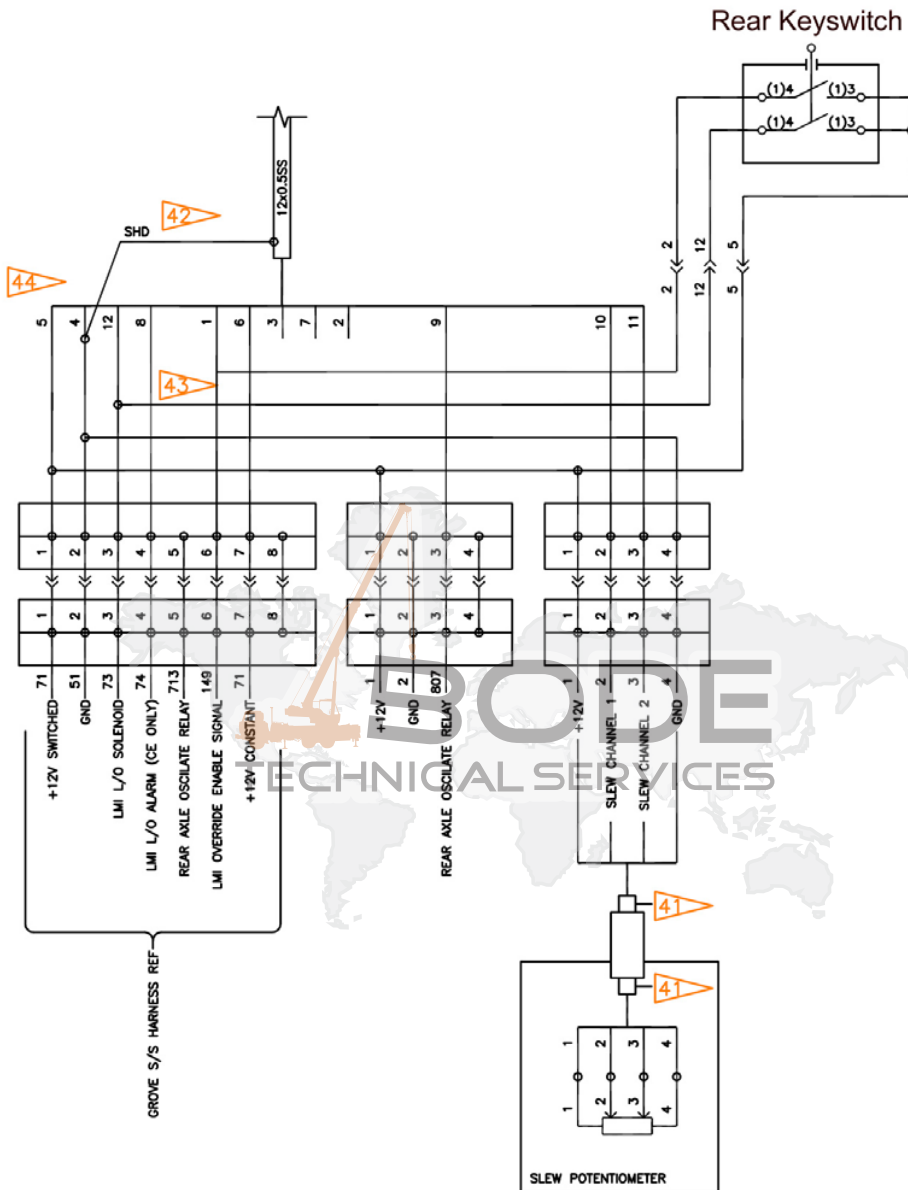 Rear Keyswitch
(1)4 (1)3
(1)4 (1)3
12x0.5SS
42
SHD
44
2 12 5
2 12 5
5 4 12 8 1 6 3 7 2 9 10 11
43
1 2 3 4 5 6 7 8
1 2 3 4
1 2 3 4
1 2 3 4 5 6 7 8
1 2 3 4
1 2 3 4
71 +12V SWITCHED
51 GND
73 LMI L/O SOLENOID
74 LMI L/O ALARM (CE ONLY)
713 REAR AXLE OSCILATE RELAY
149 LMI OVERRIDE ENABLE SIGNAL
71 +12V CONSTANT
1 +12V
2 GND
807 REAR AXLE OSCILATE RELAY
1 +12V
2 SLEW CHANNEL 1
3 SLEW CHANNEL 2
4 GND
BODE
TECHNICAL SERVICES
GROVE S/S HARNESS REF
41
41
1 2 3 4
1 2 3 4
SLEW POTENTIOMETER